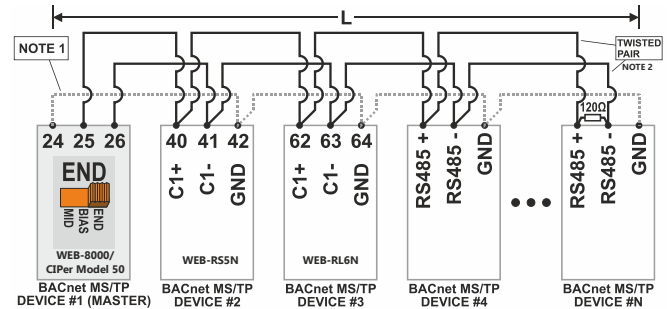 L
NOTE 1
TWISTED
PAIR
NOTE 2
120Ω
24 25 26
40 41 42
62 63 64
RS485 + RS485 - GND
RS485 + RS485 - GND
C1+ C1- GND
C1+ C1- GND
END
MID BIAS END
WEB-8000/
CIPer Model 50
WEB-RS5N
WEB-RL6N
BACnet MS/TP
DEVICE #1 (MASTER)
BACnet MS/TP
DEVICE #2
BACnet MS/TP
DEVICE #3
BACnet MS/TP
DEVICE #4
BACnet MS/TP
DEVICE #N